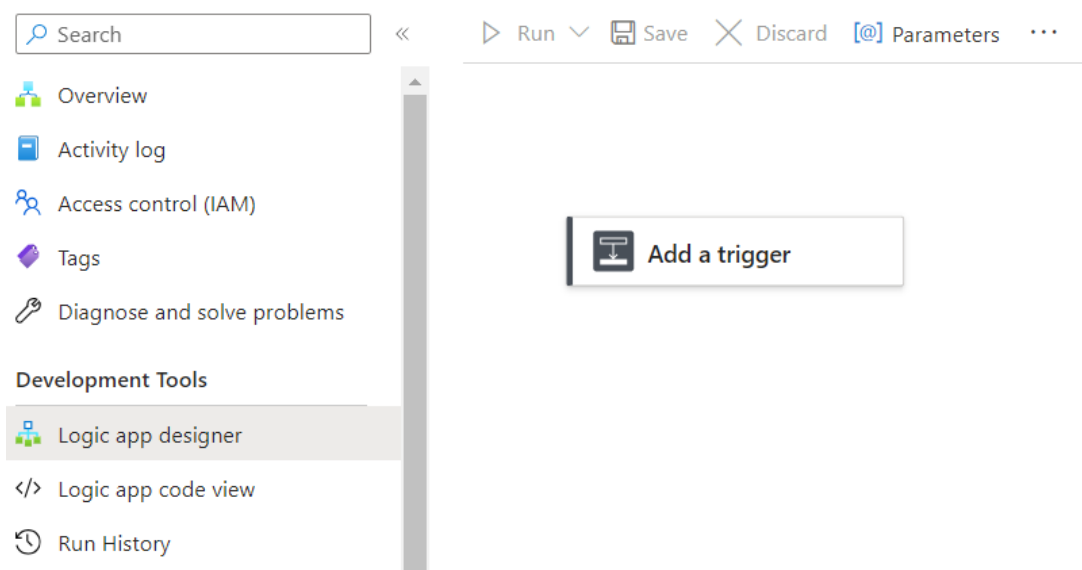 Search
Run Save Discard [@] Parameters ...
Overview
Activity log
Access control (IAM)
Tags
Add a trigger
Diagnose and solve problems
Development Tools
Logic app designer
</> Logic app code view
Run History